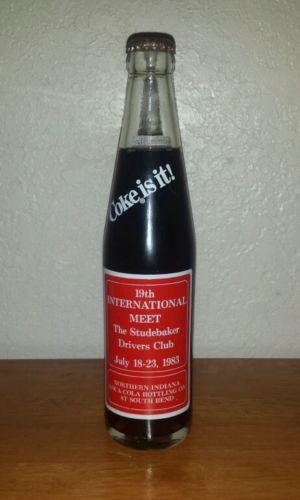 Coke is it!
19th
INTERNATIONAL
MEET
The Studebaker
Drivers Club
July 18-23, 1983
NORTHERN INDIANA
COCA-COLA BOTTLING CO.
AT SOUTH BEND